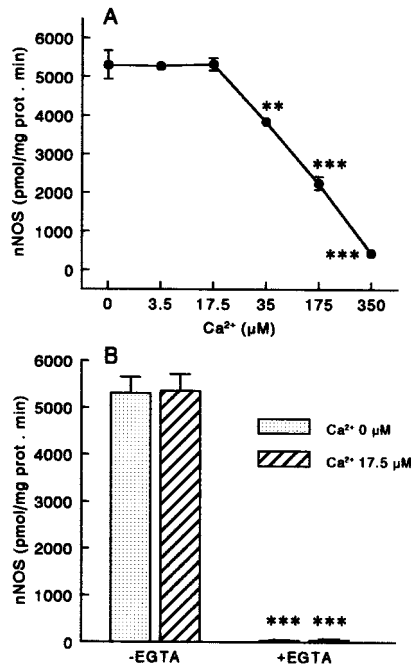 A
nNOS (pmol/mg prot . min)
6000
5000
4000
3000
2000
1000
0
**
***
***
0 3.5 17.5 35 175 350
Ca²⁺ (µM)
B
nNOS (pmol/mg prot . min)
6000
5000
4000
3000
2000
1000
0
Ca²⁺ 0 µM
Ca²⁺ 17.5 µM
*** ***
-EGTA +EGTA